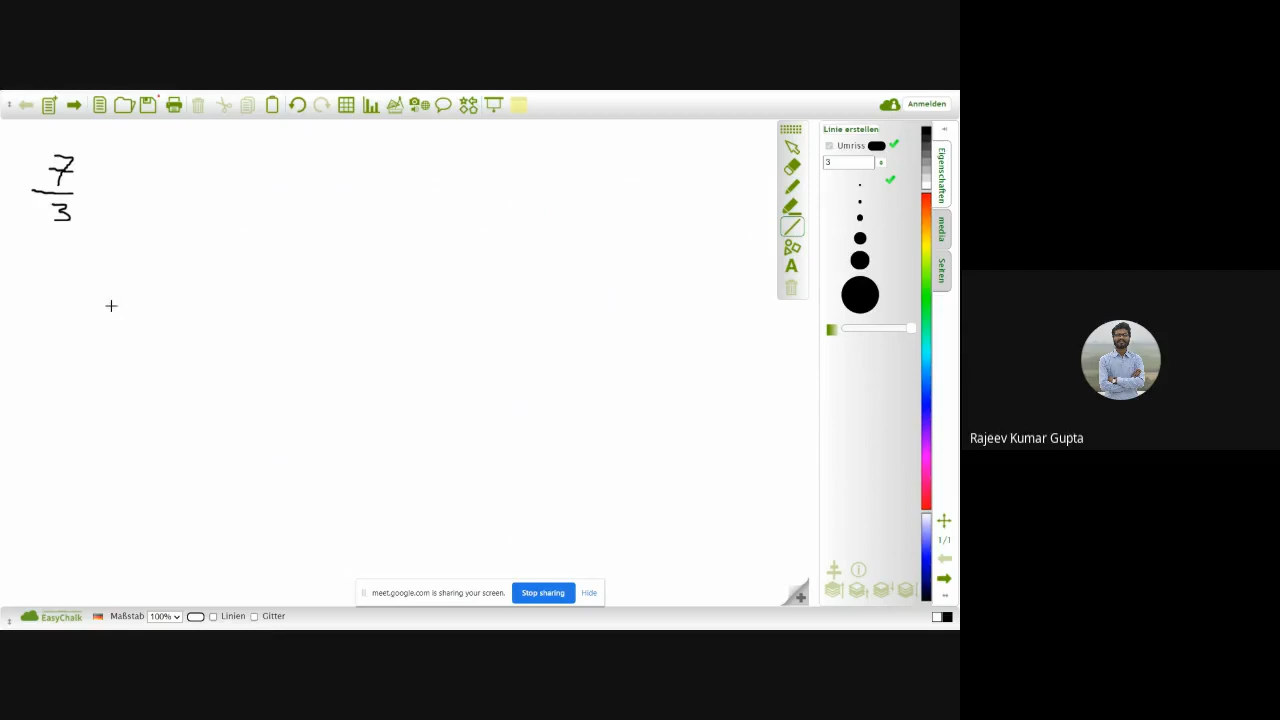 Anmelden
Linie erstellen
Umriss
3
Eigenschaften
media
Seiten
7
3
Rajeev Kumar Gupta
1/1
meet.google.com is sharing your screen.
Stop sharing
Hide
EasyChalk
Maßstab 100% Linien Gitter